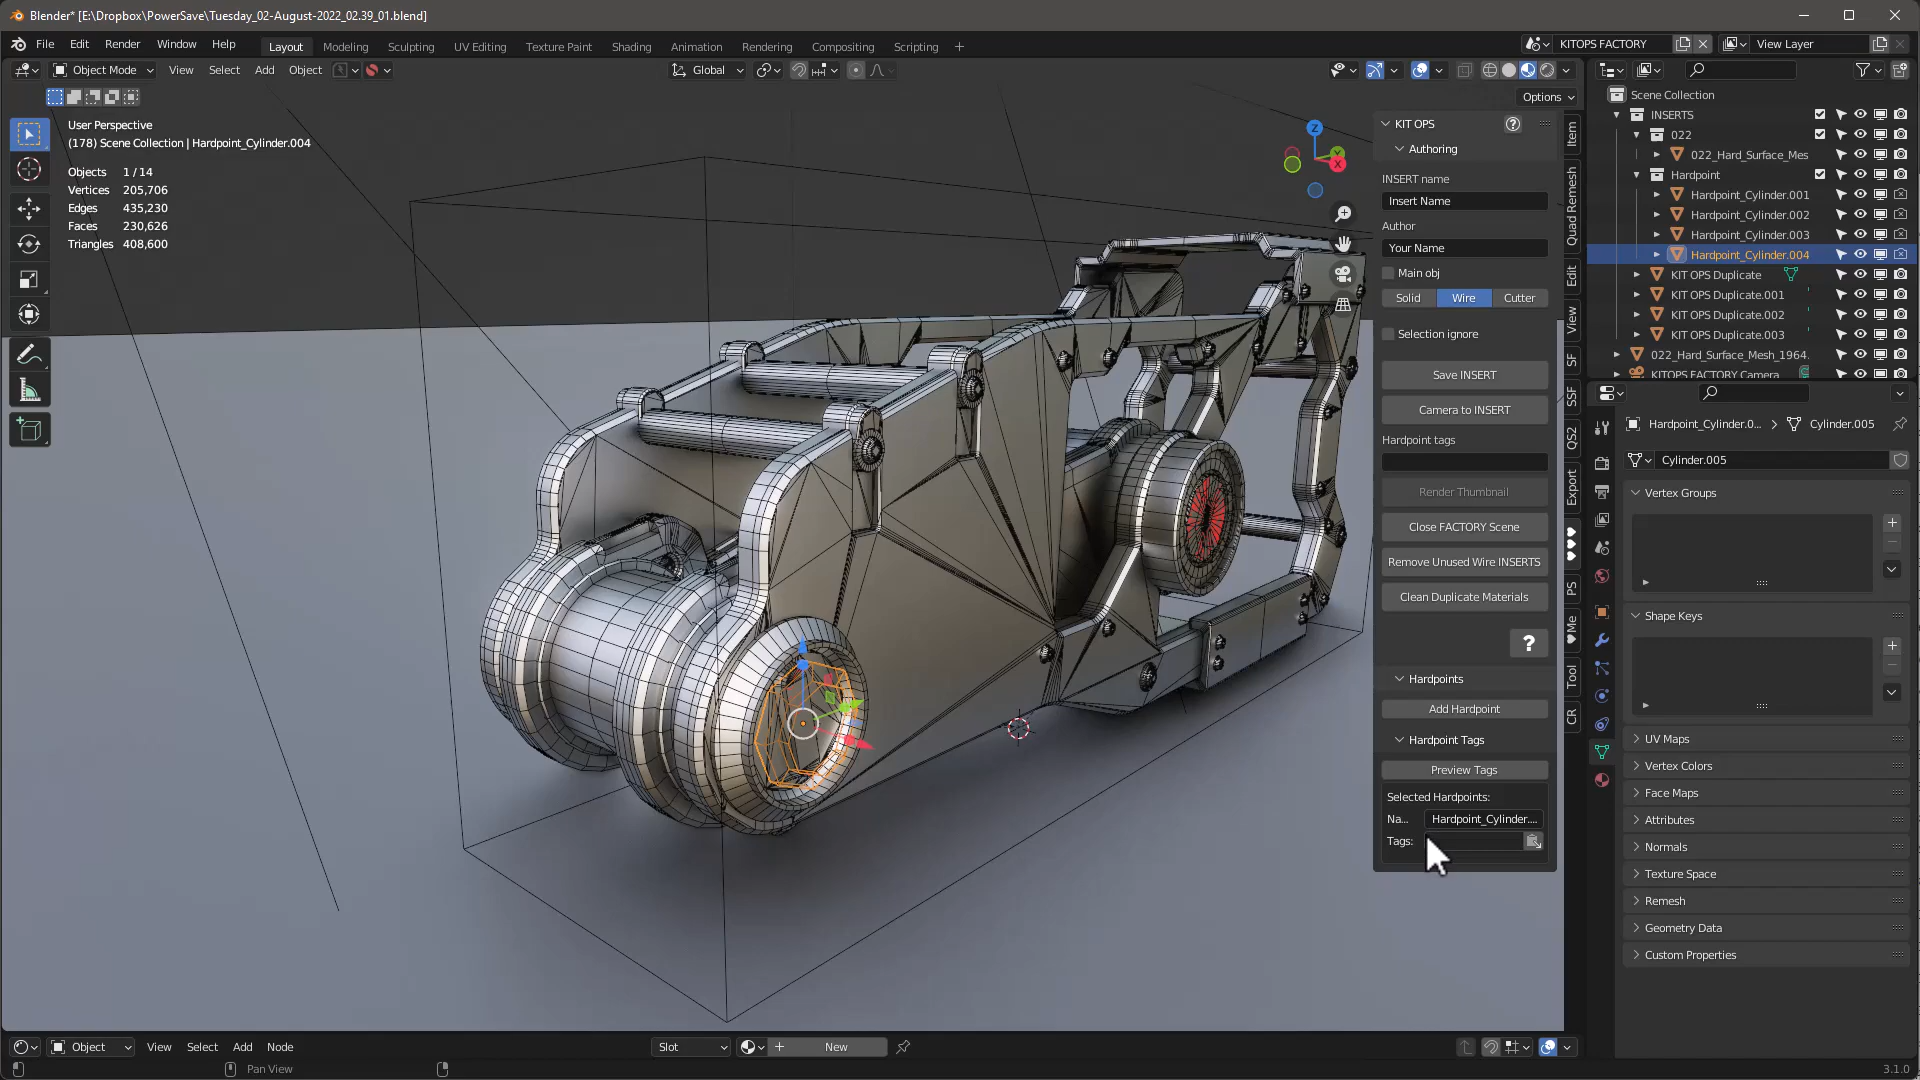 Blender* [E:\Dropbox\PowerSave\Tuesday_02-August-2022_02.39_01.blend]
File Edit Render Window Help Layout Modeling Sculpting UV Editing Texture Paint Shading Animation Rendering Compositing Scripting + KITOPS FACTORY View Layer
Object Mode View Select Add Object Global
Options
User Perspective
(178) Scene Collection | Hardpoint_Cylinder.004
Objects 1 / 14
Vertices 205,706
Edges 435,230
Faces 230,626
Triangles 408,600
Z
Y
X
KIT OPS
Authoring
INSERT name
Insert Name
Author
Your Name
Main obj
Solid Wire Cutter
Selection ignore
Save INSERT
Camera to INSERT
Hardpoint tags
Render Thumbnail
Close FACTORY Scene
Remove Unused Wire INSERTS
Clean Duplicate Materials
?
Hardpoints
Add Hardpoint
Hardpoint Tags
Preview Tags
Selected Hardpoints:
Na... Hardpoint_Cylinder....
Tags:
Item
Quad Remesh
Edit
View
SF
SSF
QS2
Export
♥♥♥
PS
♥Me
Tool
CR
Scene Collection
INSERTS
022
022_Hard_Surface_Mes
Hardpoint
Hardpoint_Cylinder.001
Hardpoint_Cylinder.002
Hardpoint_Cylinder.003
Hardpoint_Cylinder.004
KIT OPS Duplicate
KIT OPS Duplicate.001
KIT OPS Duplicate.002
KIT OPS Duplicate.003
022_Hard_Surface_Mesh_1964.
KITOPS FACTORY Camera
Hardpoint_Cylinder.0... > Cylinder.005
Cylinder.005
Vertex Groups
Shape Keys
UV Maps
Vertex Colors
Face Maps
Attributes
Normals
Texture Space
Remesh
Geometry Data
Custom Properties
Object View Select Add Object Node Slot + New
Pan View
3.1.0